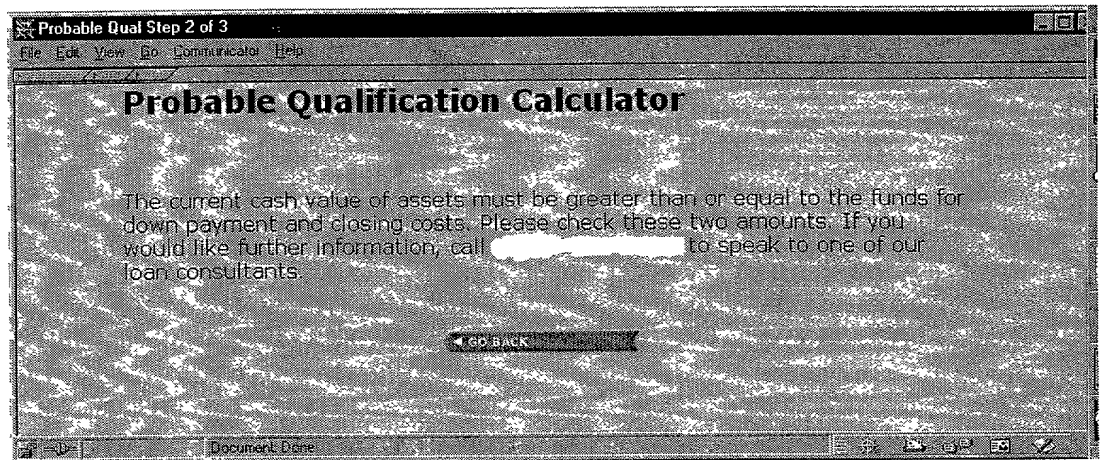 Probable Qual Step 2 of 3
File Edit View Go Communicator Help
Probable Qualification Calculator
The current cash value of assets must be greater than or equal to the funds for
down payment and closing costs. Please check these two amounts. If you
would like further information, call to speak to one of our
loan consultants.
GO BACK
Document Done